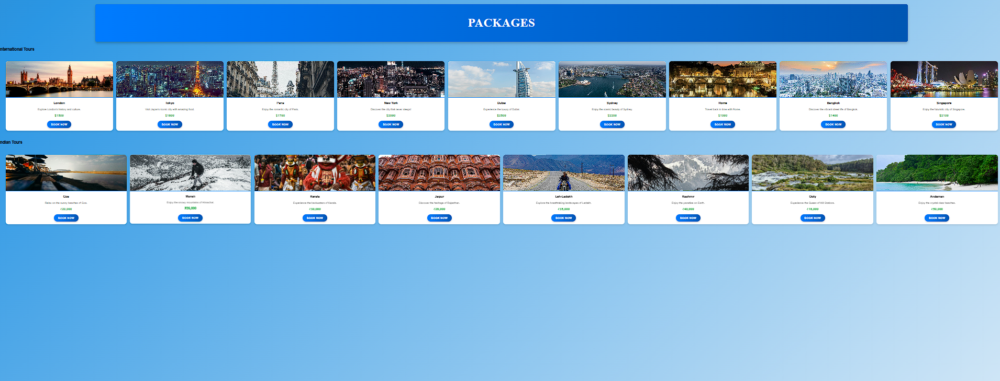 PACKAGES
nternational Tours
London
Explore London's history and culture.
$1500
BOOK NOW
Tokyo
Visit Japan's iconic city with amazing food.
$1800
BOOK NOW
Paris
Enjoy the romantic city of Paris.
$1700
BOOK NOW
New York
Discover the city that never sleeps!
$2000
BOOK NOW
Dubai
Experience the luxury of Dubai.
$2500
BOOK NOW
Sydney
Enjoy the scenic beauty of Sydney.
$2200
BOOK NOW
Rome
Travel back in time with Rome.
$1900
BOOK NOW
Bangkok
Discover the vibrant street life of Bangkok.
$1400
BOOK NOW
Singapore
Enjoy the futuristic city of Singapore.
$2100
BOOK NOW
ndian Tours
Goa
Relax on the sunny beaches of Goa.
₹20,000
BOOK NOW
Manali
Enjoy the snowy mountains of Himachal.
₹25,000
BOOK NOW
Kerala
Experience the backwaters of Kerala.
₹30,000
BOOK NOW
Jaipur
Discover the heritage of Rajasthan.
₹28,000
BOOK NOW
Leh-Ladakh
Explore the breathtaking landscapes of Ladakh.
₹35,000
BOOK NOW
Kashmir
Enjoy the paradise on Earth.
₹40,000
BOOK NOW
Ooty
Experience the Queen of Hill Stations.
₹18,000
BOOK NOW
Andaman
Enjoy the crystal clear beaches.
₹50,000
BOOK NOW